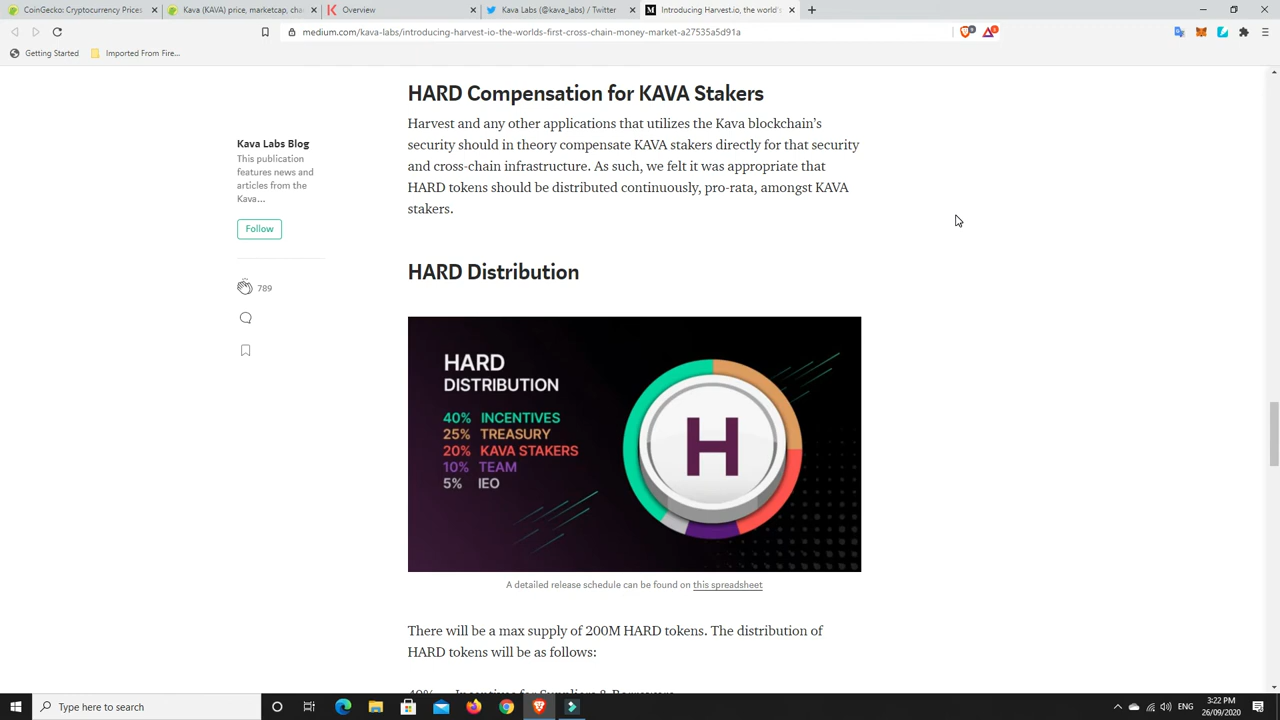 CoinGecko: Cryptocurrency Prices
Kava (KAVA) price, marketcap, cha
Overview
Kava Labs (@kava_labs) / Twitter
Introducing Harvest.io, the world's
medium.com/kava-labs/introducing-harvest-io-the-worlds-first-cross-chain-money-market-a27535a5d91a
Getting Started
Imported From Fire...
HARD Compensation for KAVA Stakers
Harvest and any other applications that utilizes the Kava blockchain's
security should in theory compensate KAVA stakers directly for that security
and cross-chain infrastructure. As such, we felt it was appropriate that
HARD tokens should be distributed continuously, pro-rata, amongst KAVA
stakers.
Kava Labs Blog
This publication
features news and
articles from the
Kava...
Follow
789
HARD Distribution
HARD
DISTRIBUTION
40% INCENTIVES
25% TREASURY
20% KAVA STAKERS
10% TEAM
5% IEO
H
A detailed release schedule can be found on this spreadsheet
There will be a max supply of 200M HARD tokens. The distribution of
HARD tokens will be as follows:
40% — Incentives for Suppliers & Borrowers
Type here to search
ENG
3:22 PM
26/09/2020